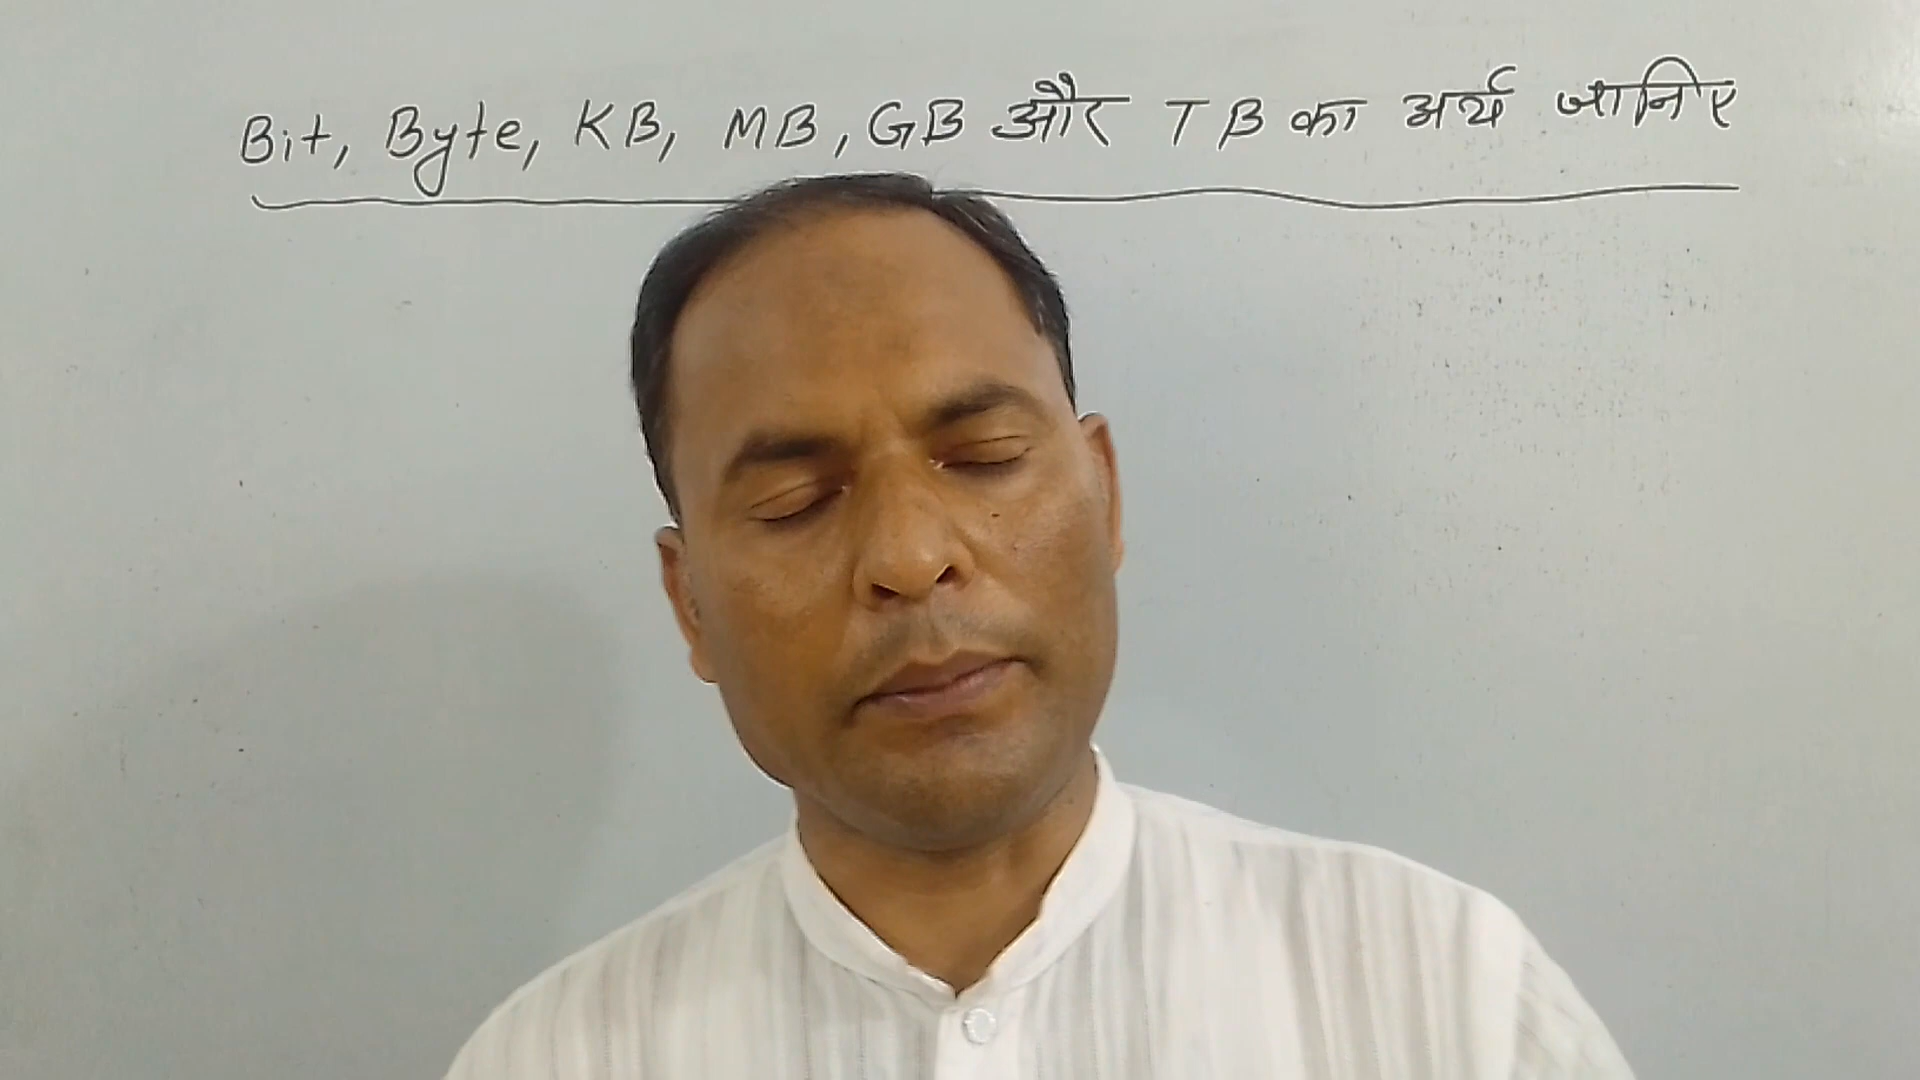 Bit, Byte, KB, MB, GB और TB का अर्थ जानिए